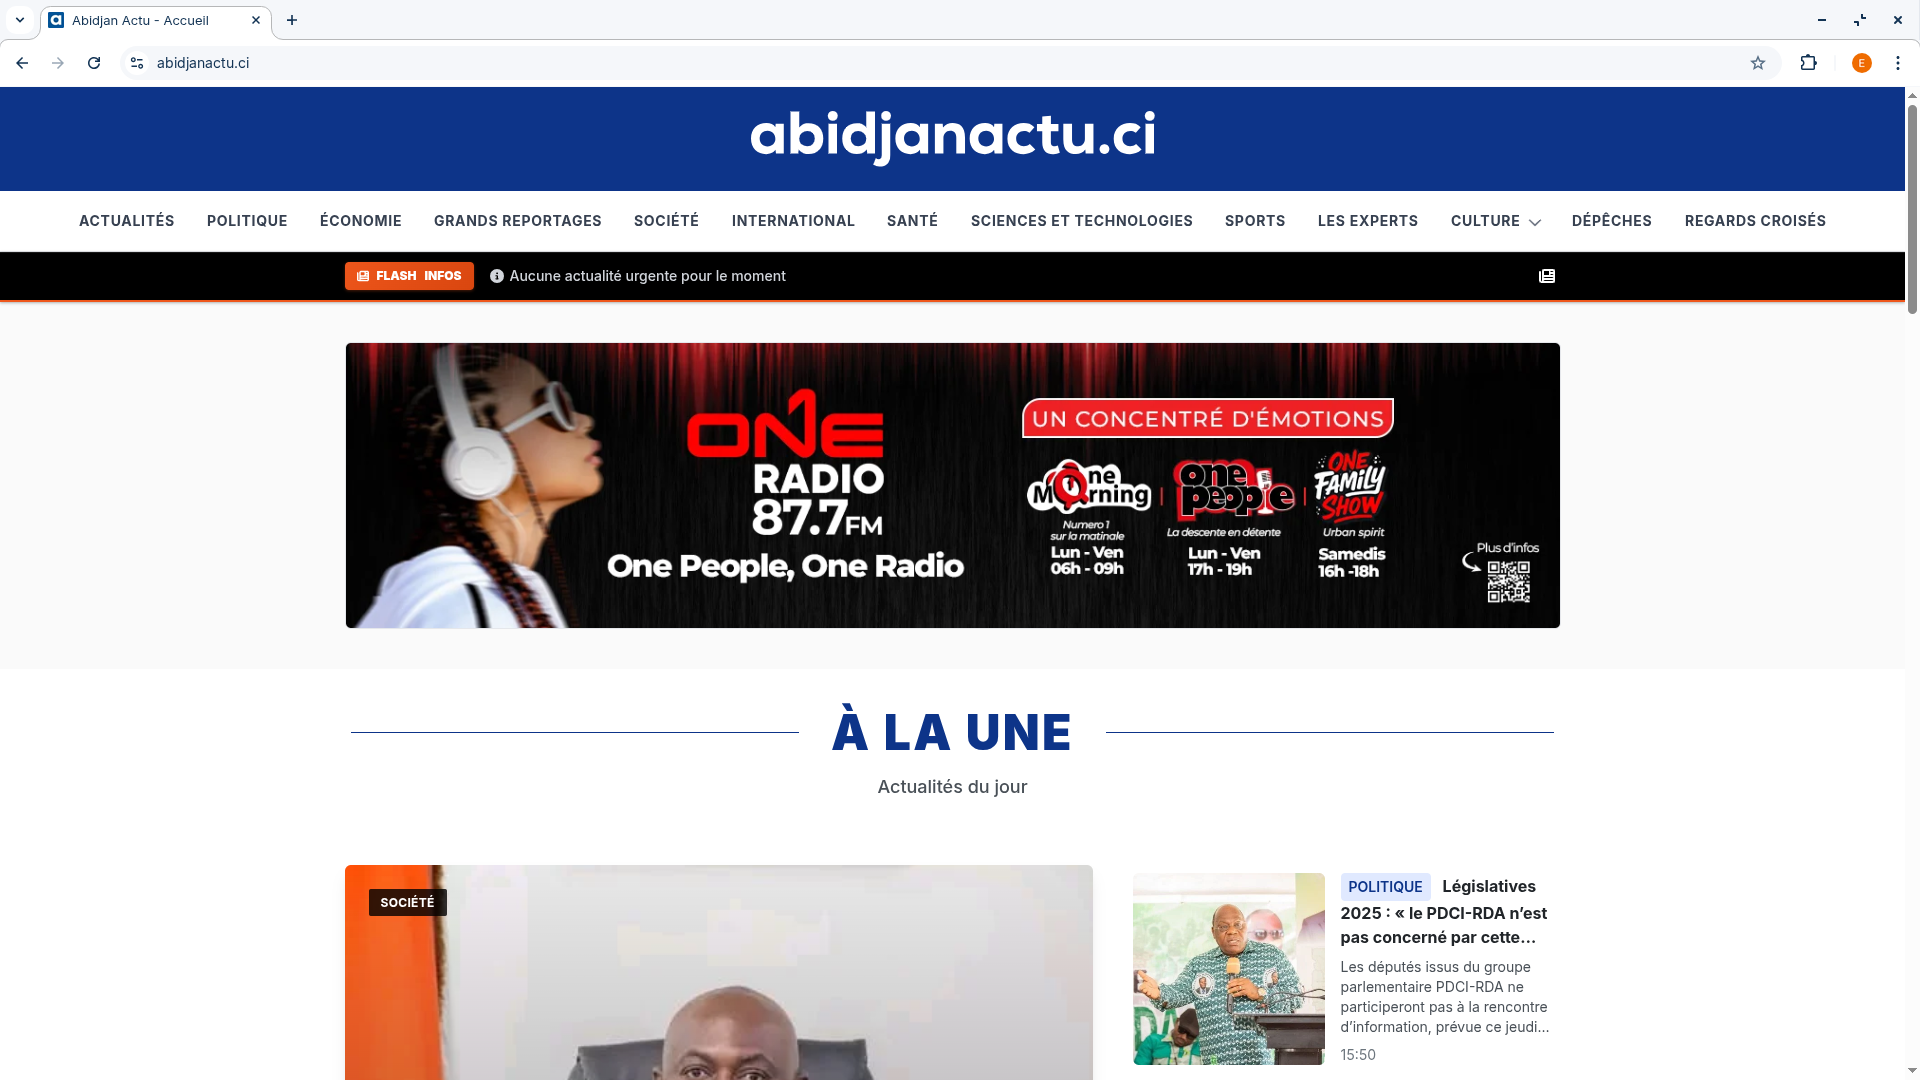 Abidjan Actu - Accueil
abidjanactu.ci
E
abidjanactu.ci
ACTUALITÉS POLITIQUE ÉCONOMIE GRANDS REPORTAGES SOCIÉTÉ INTERNATIONAL SANTÉ SCIENCES ET TECHNOLOGIES SPORTS LES EXPERTS CULTURE DÉPÊCHES REGARDS CROISÉS
FLASH INFOS Aucune actualité urgente pour le moment
ONE
RADIO
87.7FM
One People, One Radio
UN CONCENTRÉ D'ÉMOTIONS
One Morning
Numero 1
sur la matinale
Lun - Ven
06h - 09h
one people
La descente en détente
Lun - Ven
17h - 19h
ONE
FAMILY
SHOW
Urban spirit
Samedis
16h -18h
Plus d'infos
À LA UNE
Actualités du jour
SOCIÉTÉ
POLITIQUE Législatives
2025 : « le PDCI-RDA n’est
pas concerné par cette...
Les députés issus du groupe
parlementaire PDCI-RDA ne
participeront pas à la rencontre
d’information, prévue ce jeudi...
15:50